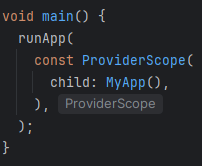 void main() {
  runApp(
    const ProviderScope(
      child: MyApp(),
    ), ProviderScope
  );
}